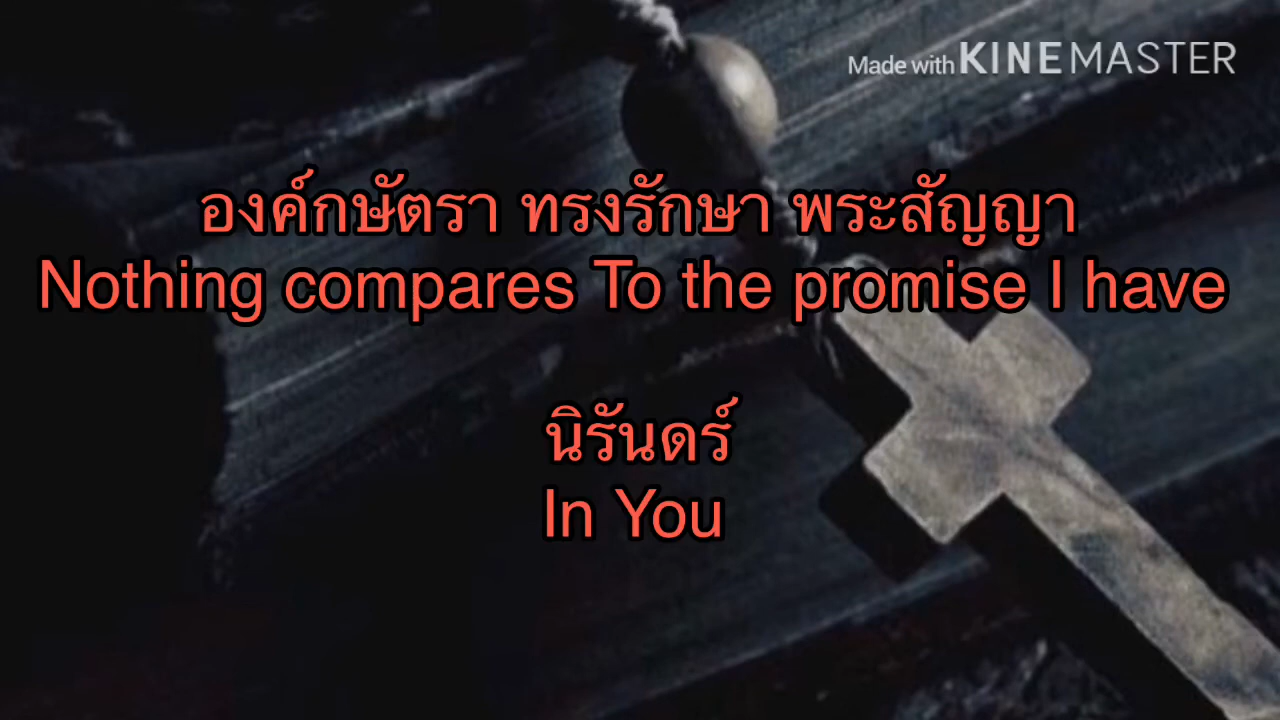 Made with KINEMASTER
องค์กษัตรา ทรงรักษา พระสัญญา
Nothing compares To the promise I have
นิรันดร์
In You